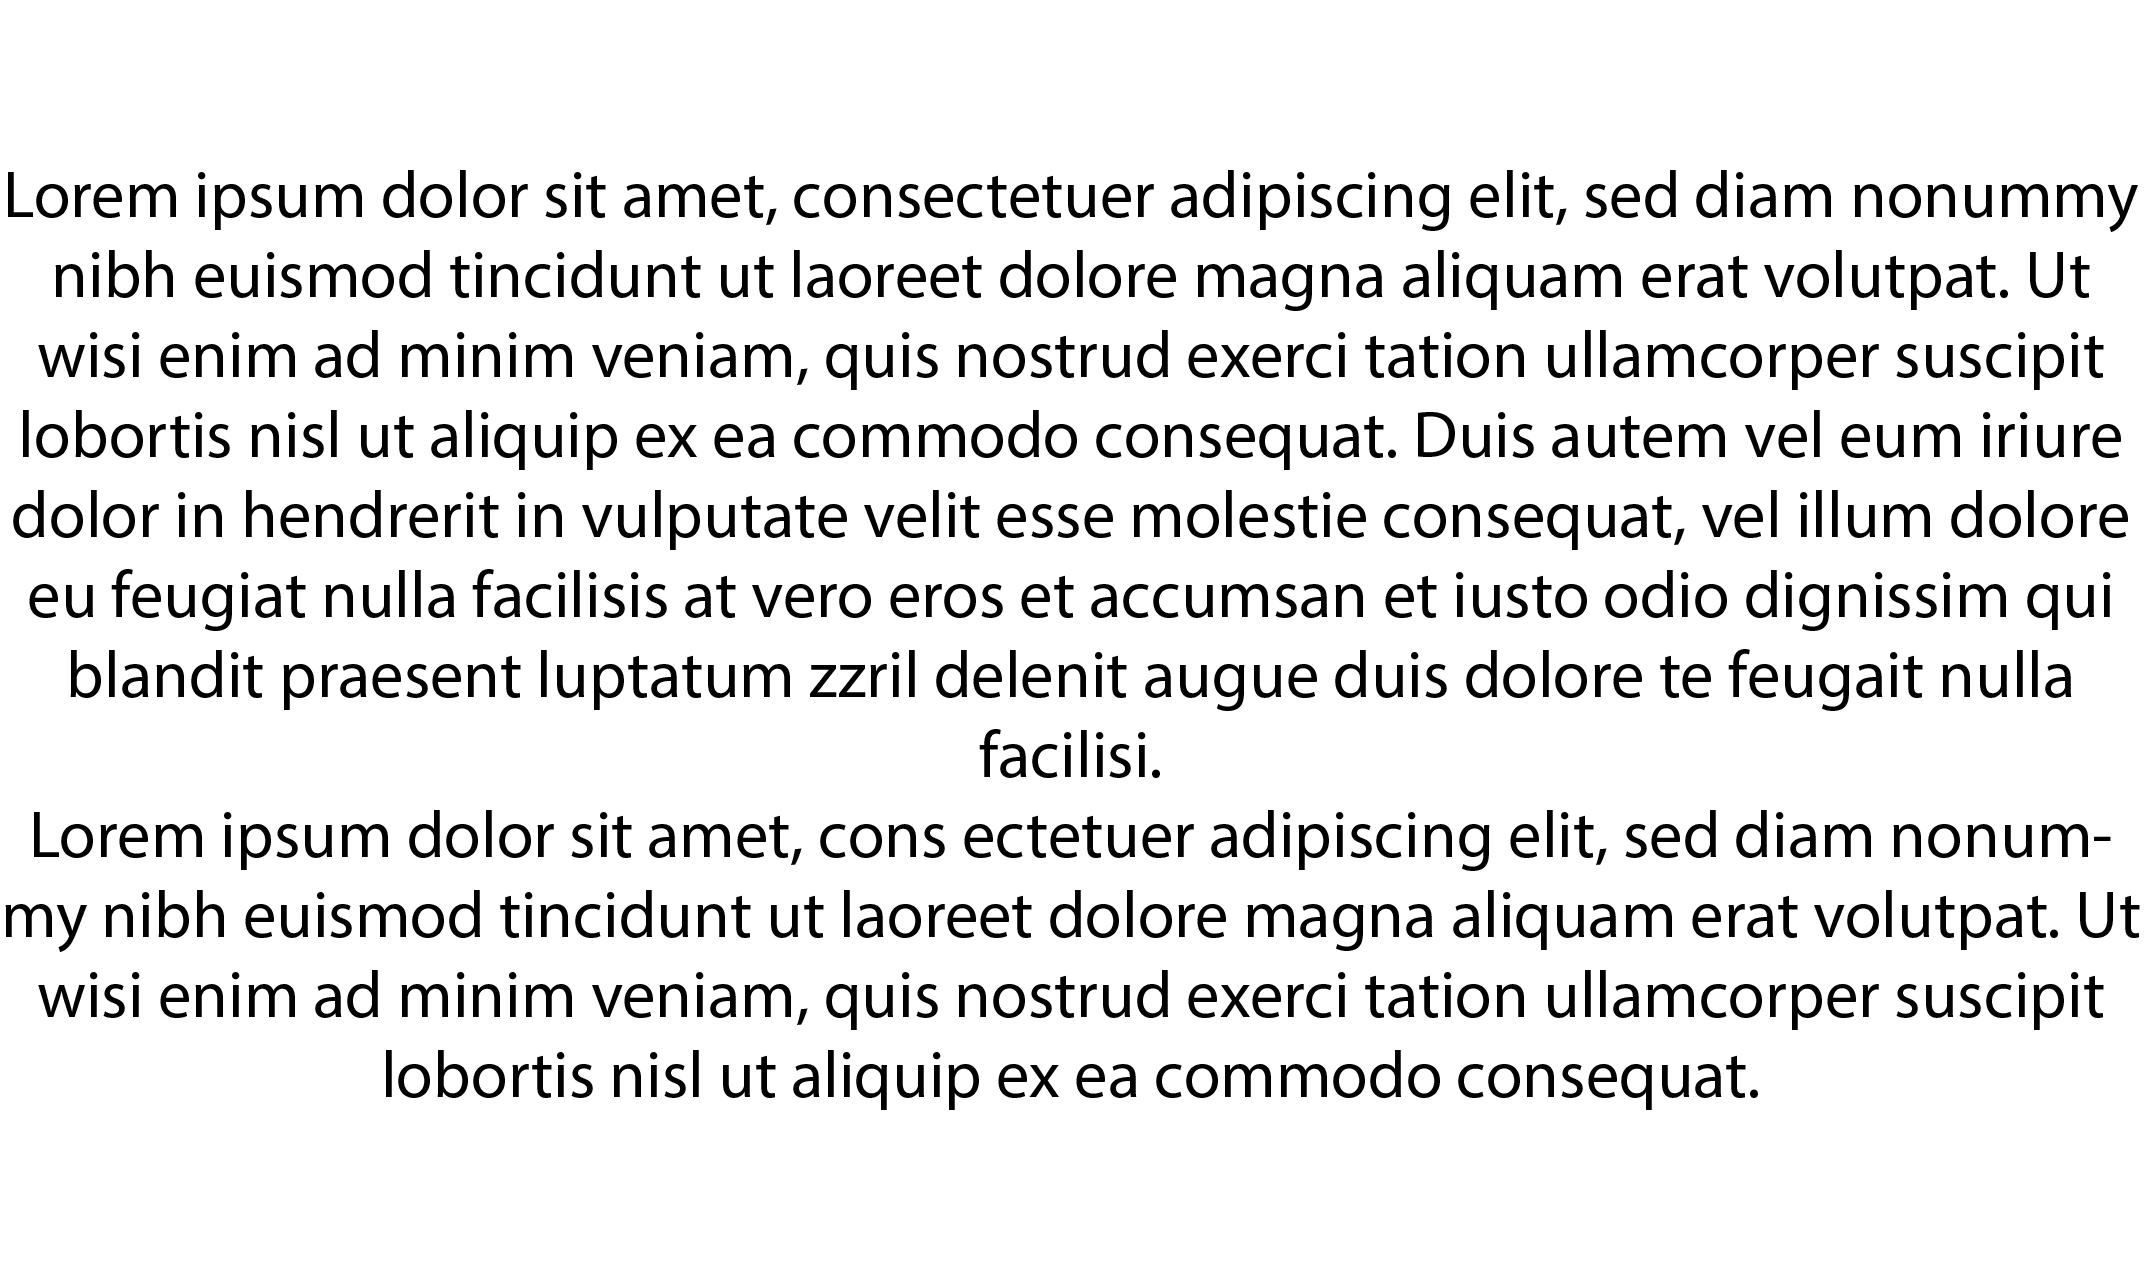 Lorem ipsum dolor sit amet, consectetuer adipiscing elit, sed diam nonummy
nibh euismod tincidunt ut laoreet dolore magna aliquam erat volutpat. Ut
wisi enim ad minim veniam, quis nostrud exerci tation ullamcorper suscipit
lobortis nisl ut aliquip ex ea commodo consequat. Duis autem vel eum iriure
dolor in hendrerit in vulputate velit esse molestie consequat, vel illum dolore
eu feugiat nulla facilisis at vero eros et accumsan et iusto odio dignissim qui
blandit praesent luptatum zzril delenit augue duis dolore te feugait nulla
facilisi.
Lorem ipsum dolor sit amet, cons ectetuer adipiscing elit, sed diam nonum-
my nibh euismod tincidunt ut laoreet dolore magna aliquam erat volutpat. Ut
wisi enim ad minim veniam, quis nostrud exerci tation ullamcorper suscipit
lobortis nisl ut aliquip ex ea commodo consequat.